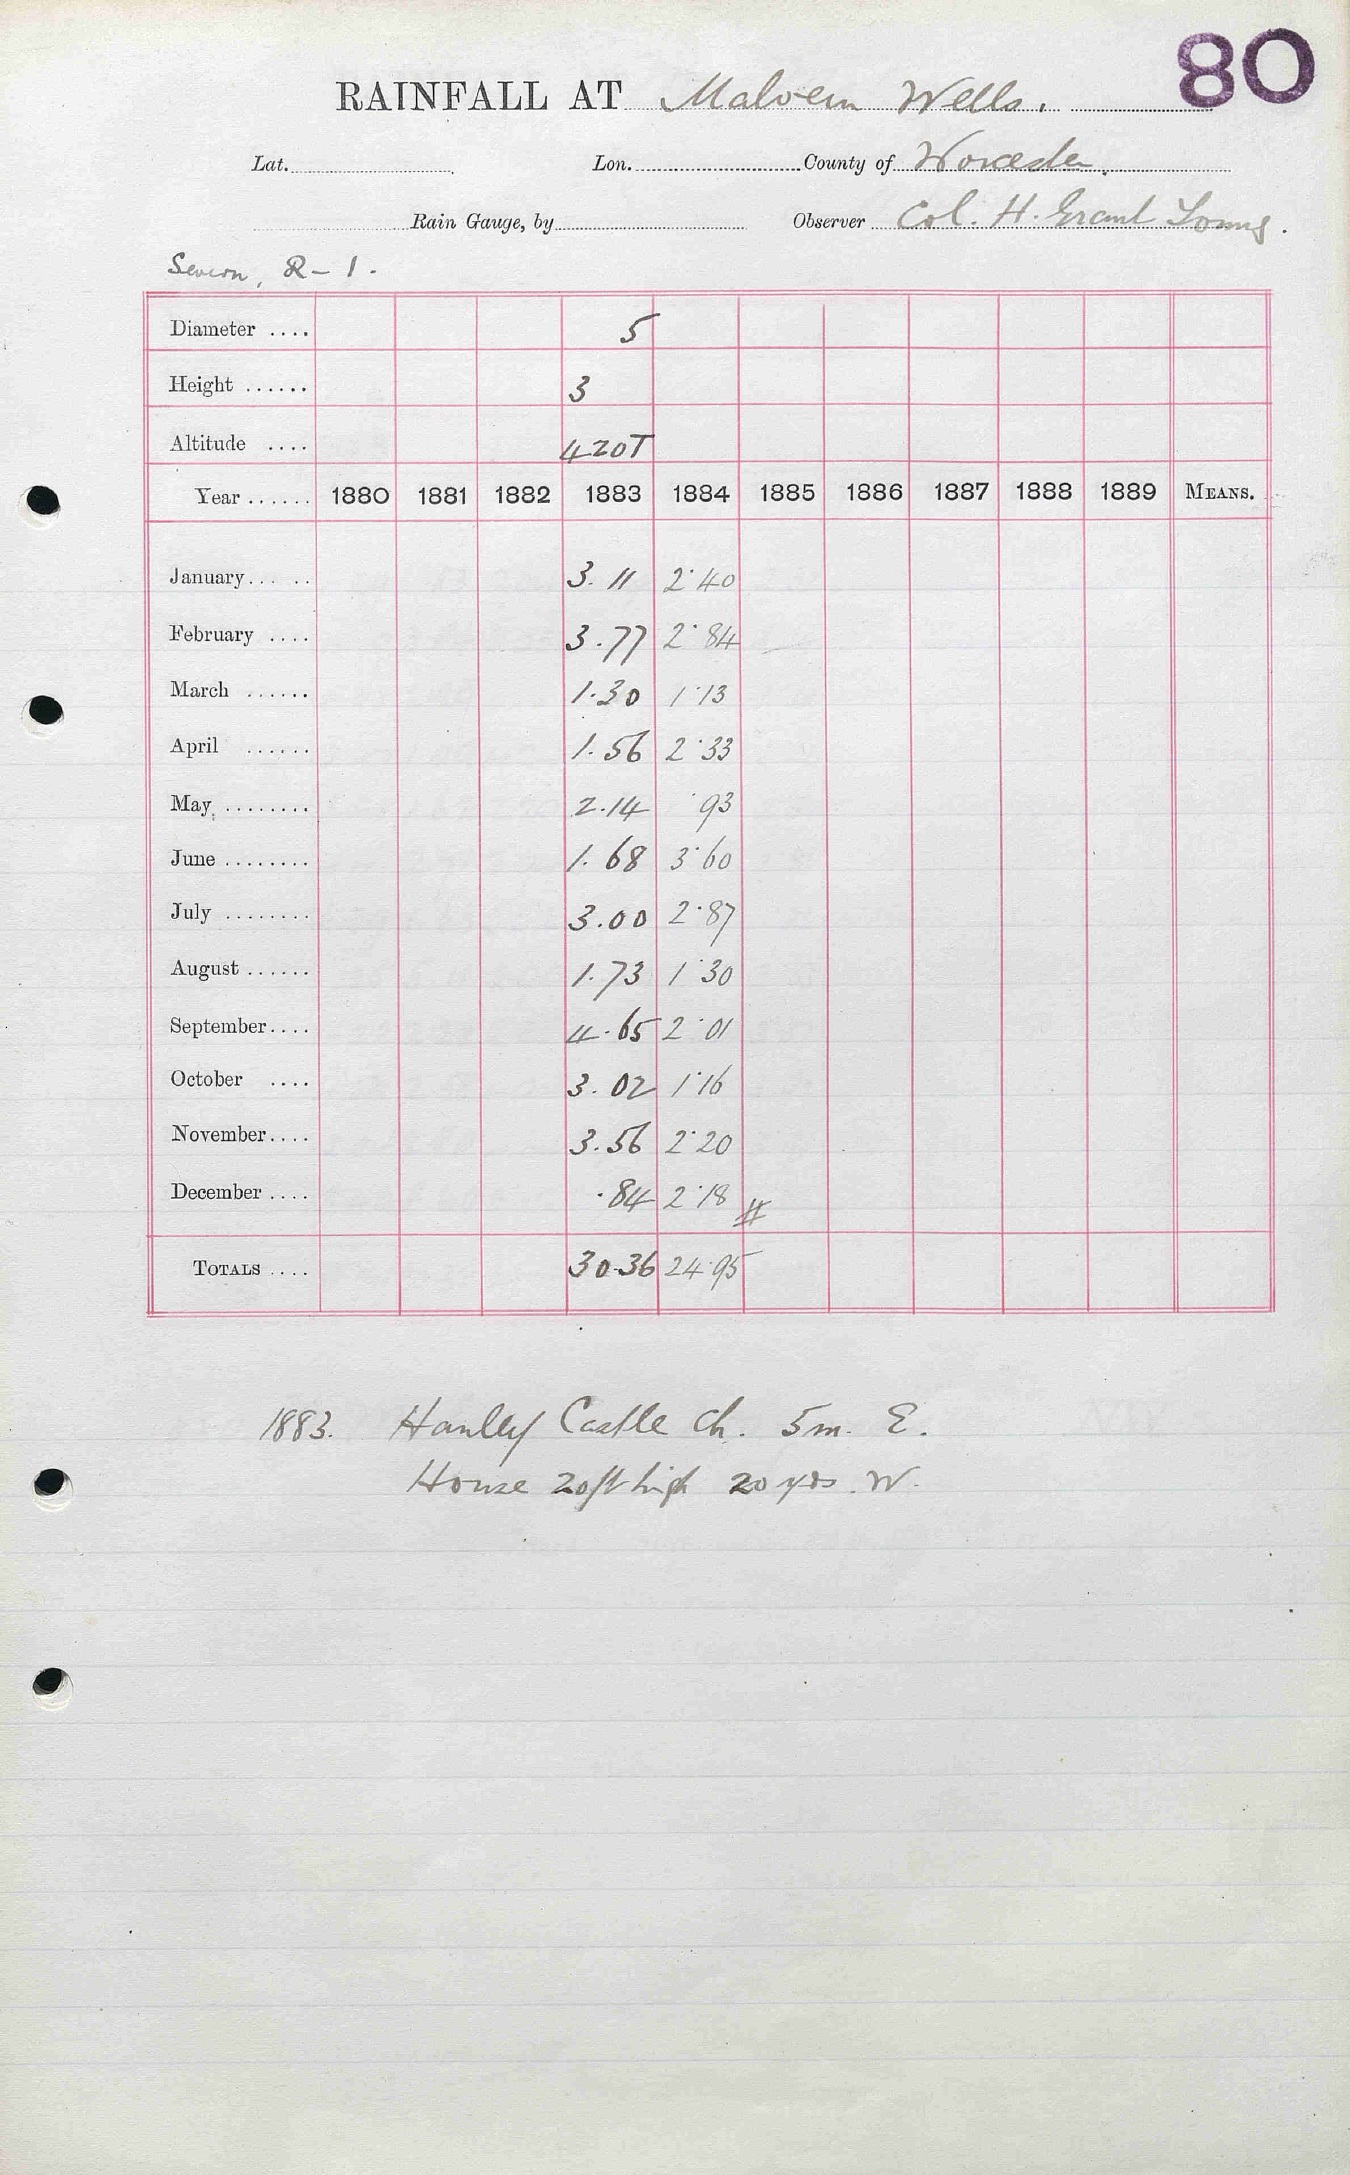 80
RAINFALL AT Malvern Wells.
Lat. Lon. County of Worcester.
Rain Gauge, by Observer Col. H. Grant Young.
Severn, R - 1.
Diameter .... 5
Height ...... 3
Altitude .... 420T
Year ...... 1880 1881 1882 1883 1884 1885 1886 1887 1888 1889 MEANS.
January.... .. 3.11 2.40
February .... 3.77 2.84
March ...... 1.30 1.13
April ...... 1.56 2.33
May ........ 2.14 .93
June ........ 1.68 3.60
July ........ 3.00 2.87
August ...... 1.73 1.30
September.... 4.65 2.01
October .... 3.02 1.16
November.... 3.56 2.20
December .... .84 2.18 #
TOTALS .... 30.36 24.95
1883. Hanley Castle Ch. 5m. E.
House 20ft high 20 yds. W.